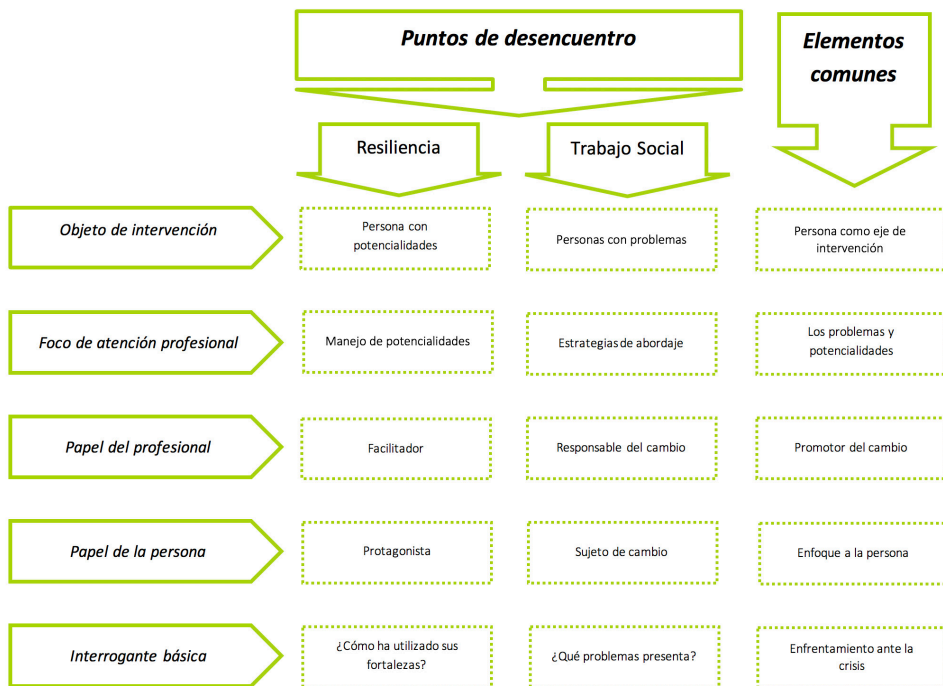 Puntos de desencuentro
Elementos
comunes
Resiliencia
Trabajo Social
Objeto de intervención
Persona con
potencialidades
Personas con problemas
Persona como eje de
intervención
Foco de atención profesional
Manejo de potencialidades
Estrategias de abordaje
Los problemas y
potencialidades
Papel del profesional
Facilitador
Responsable del cambio
Promotor del cambio
Papel de la persona
Protagonista
Sujeto de cambio
Enfoque a la persona
Interrogante básica
¿Cómo ha utilizado sus
fortalezas?
¿Qué problemas presenta?
Enfrentamiento ante la
crisis